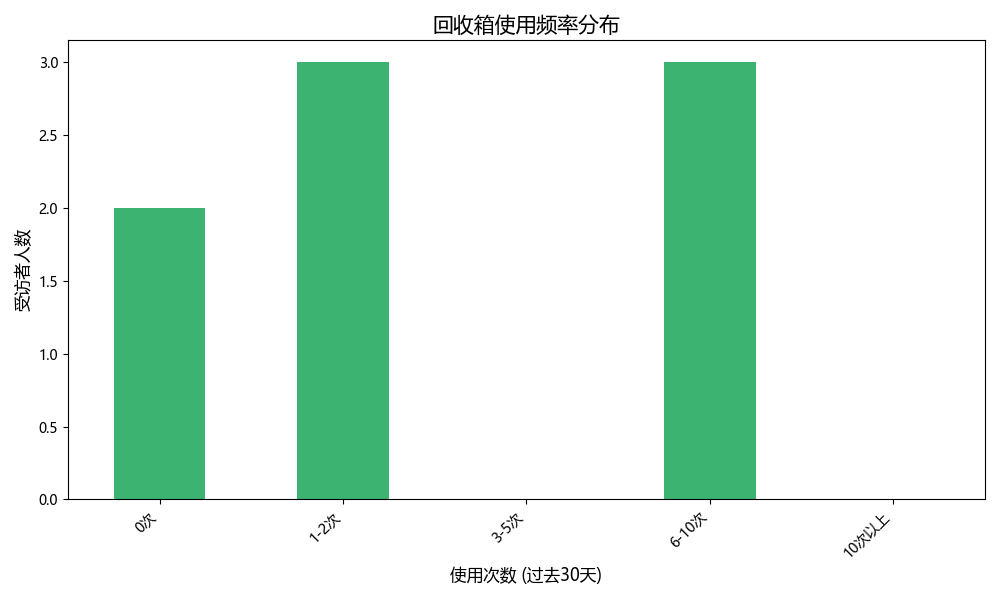 回收箱使用频率分布
受访者人数
3.0
2.5
2.0
1.5
1.0
0.5
0.0
0次
1-2次
3-5次
6-10次
10次以上
使用次数 (过去30天)